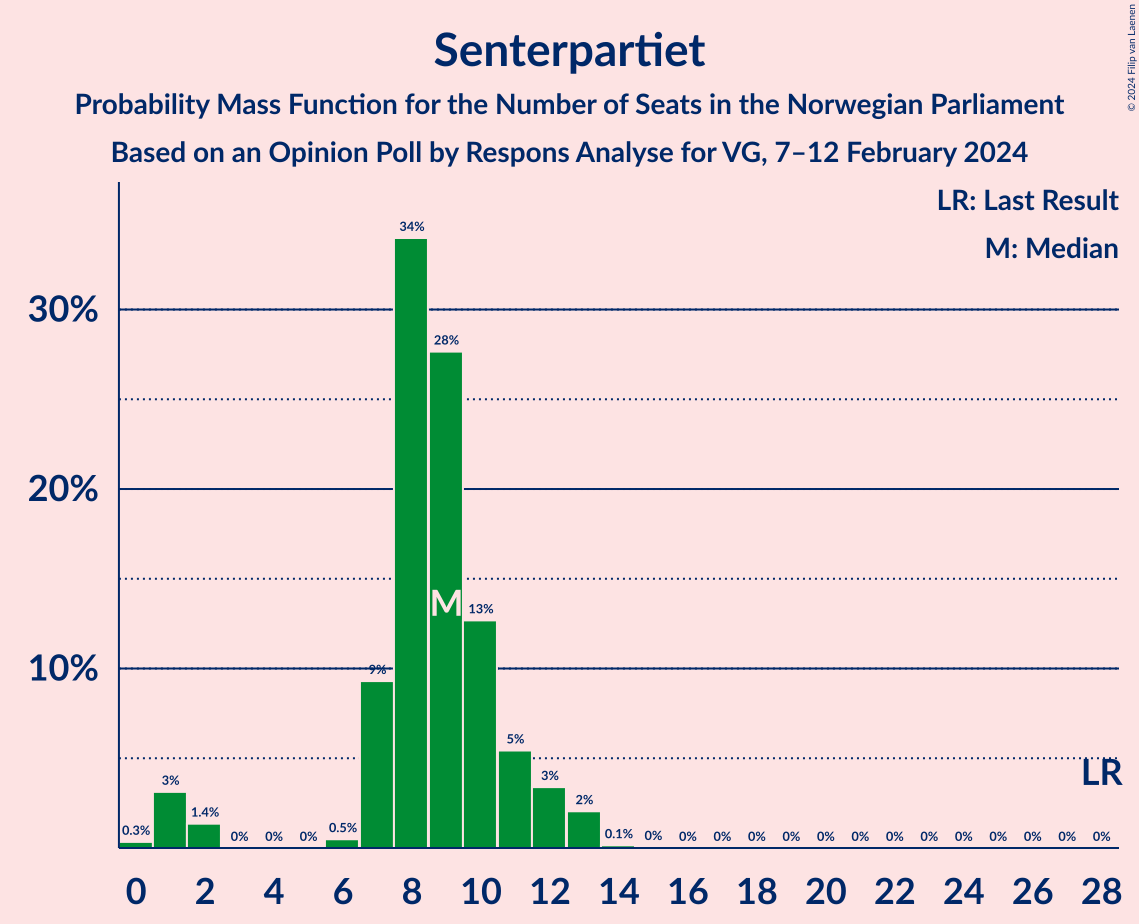 Senterpartiet
Probability Mass Function for the Number of Seats in the Norwegian Parliament
Based on an Opinion Poll by Respons Analyse for VG, 7–12 February 2024
© 2024 Filip van Laenen
LR: Last Result
M: Median
30%
20%
10%
0.3% 3% 1.4% 0% 0% 0% 0.5% 9% 34% 28% 13% 5% 3% 2% 0.1% 0% 0% 0% 0% 0% 0% 0% 0% 0% 0% 0% 0% 0% 0%
M
LR
0 2 4 6 8 10 12 14 16 18 20 22 24 26 28